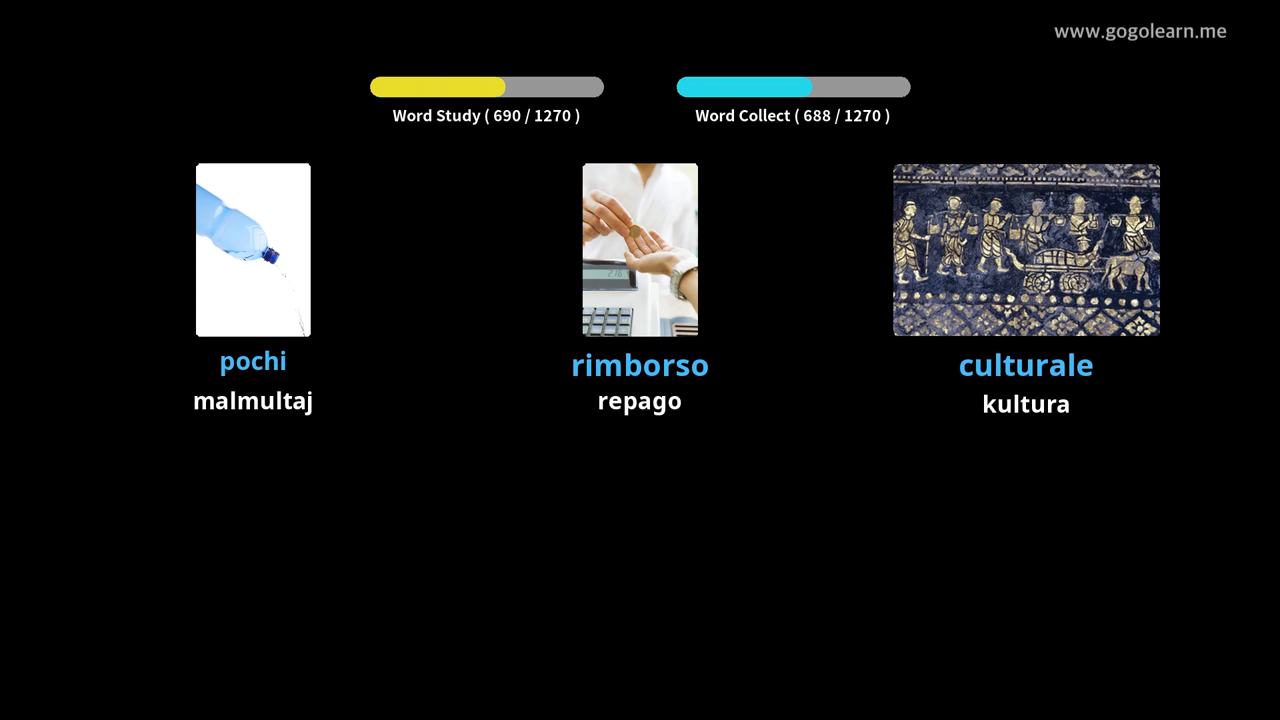 www.gogolearn.me
Word Study ( 690 / 1270 )
Word Collect ( 688 / 1270 )
pochi
malmultaj
rimborso
repago
culturale
kultura